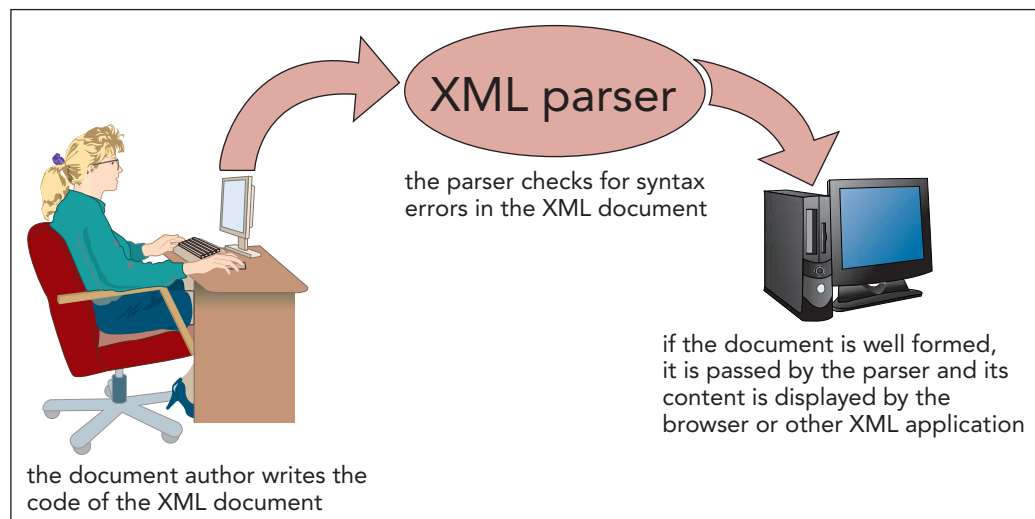 XML parser
the parser checks for syntax
errors in the XML document
if the document is well formed,
it is passed by the parser and its
content is displayed by the
browser or other XML application
the document author writes the
code of the XML document